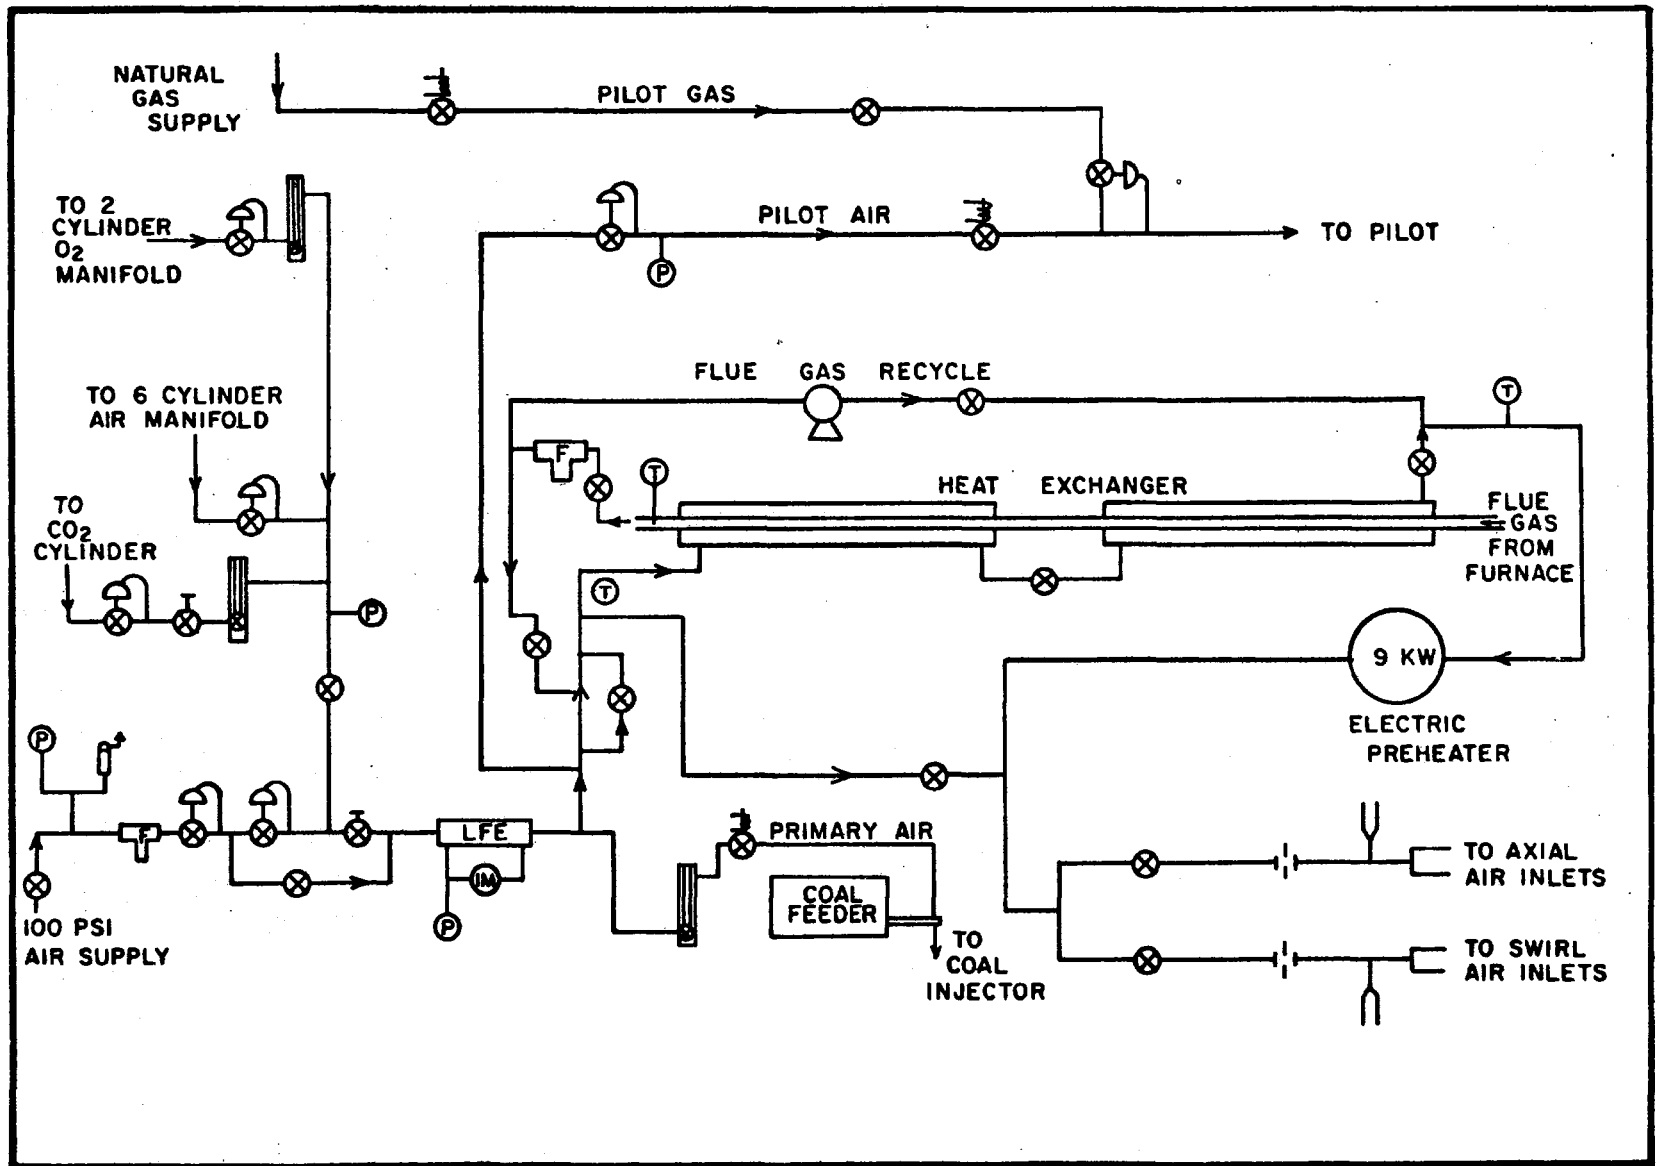 NATURAL
GAS
SUPPLY
PILOT GAS
TO 2
CYLINDER
O2
MANIFOLD
PILOT AIR
P
TO PILOT
TO 6 CYLINDER
AIR MANIFOLD
FLUE GAS RECYCLE
T
F
T
HEAT EXCHANGER
FLUE
GAS
FROM
FURNACE
TO
CO2
CYLINDER
T
P
9 KW
ELECTRIC
PREHEATER
P
F
LFE
IM
P
PRIMARY AIR
COAL
FEEDER
TO
COAL
INJECTOR
100 PSI
AIR SUPPLY
TO AXIAL
AIR INLETS
TO SWIRL
AIR INLETS